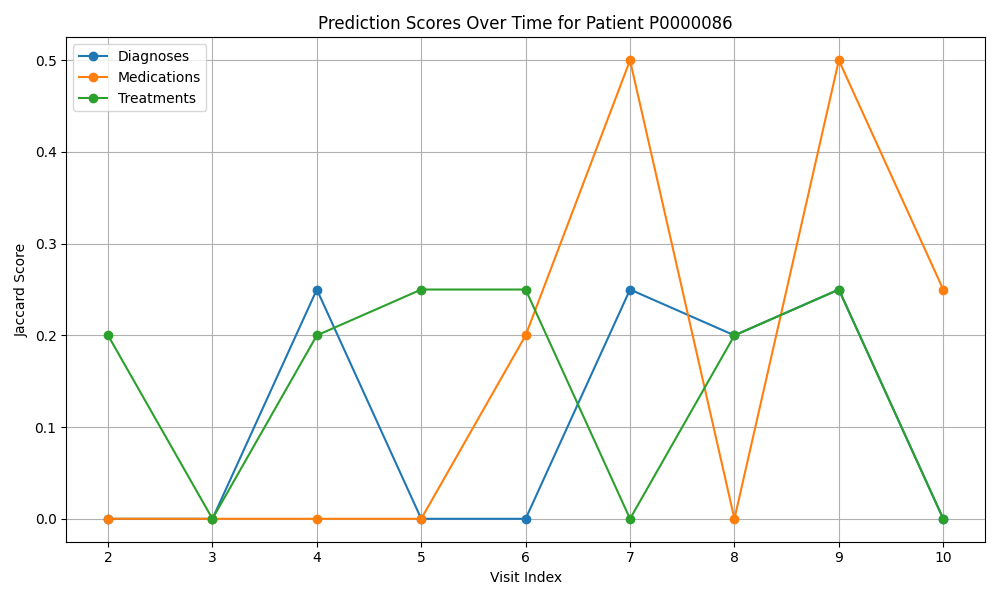 Prediction Scores Over Time for Patient P0000086
Diagnoses
Medications
Treatments
Jaccard Score
0.5
0.4
0.3
0.2
0.1
0.0
2 3 4 5 6 7 8 9 10
Visit Index